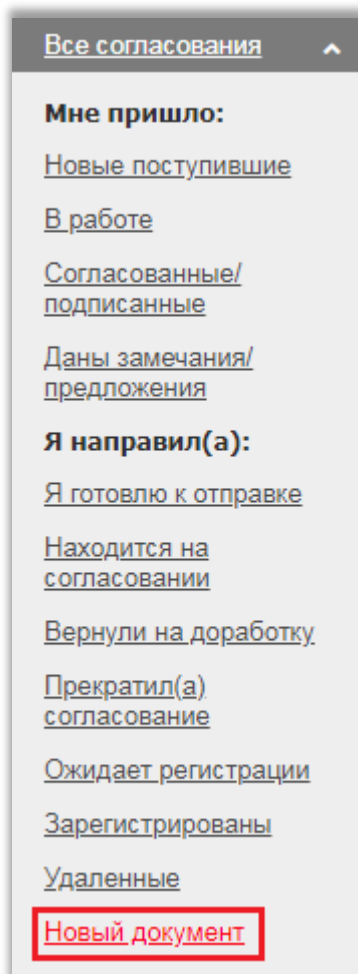 Все согласования
Мне пришло:
Новые поступившие
В работе
Согласованные/
подписанные
Даны замечания/
предложения
Я направил(а):
Я готовлю к отправке
Находится на
согласовании
Вернули на доработку
Прекратил(а)
согласование
Ожидает регистрации
Зарегистрированы
Удаленные
Новый документ